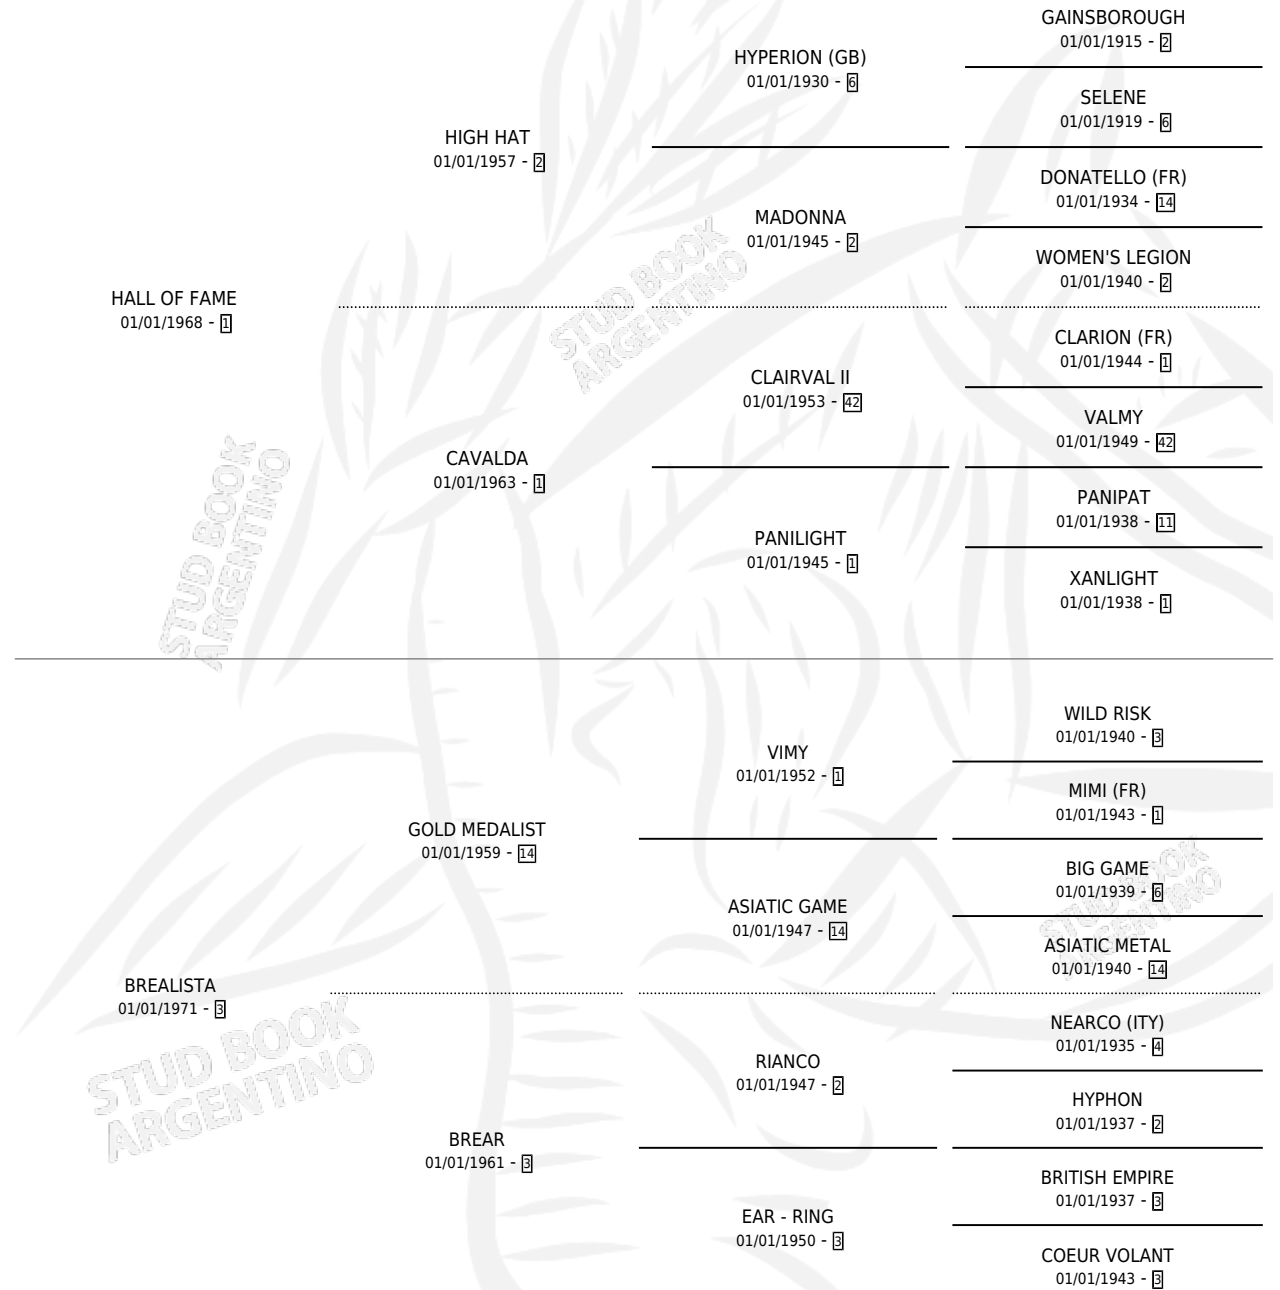 GAINSBOROUGH
01/01/1915 - 2
HYPERION (GB)
01/01/1930 - 6
SELENE
01/01/1919 - 6
HIGH HAT
01/01/1957 - 2
DONATELLO (FR)
01/01/1934 - 14
MADONNA
01/01/1945 - 2
WOMEN'S LEGION
01/01/1940 - 2
HALL OF FAME
01/01/1968 - 1
CLARION (FR)
01/01/1944 - 1
CLAIRVAL II
01/01/1953 - 42
VALMY
01/01/1949 - 42
CAVALDA
01/01/1963 - 1
PANIPAT
01/01/1938 - 11
PANILIGHT
01/01/1945 - 1
XANLIGHT
01/01/1938 - 1
WILD RISK
01/01/1940 - 3
VIMY
01/01/1952 - 1
MIMI (FR)
01/01/1943 - 1
GOLD MEDALIST
01/01/1959 - 14
BIG GAME
01/01/1939 - 6
ASIATIC GAME
01/01/1947 - 14
ASIATIC METAL
01/01/1940 - 14
BREALISTA
01/01/1971 - 3
NEARCO (ITY)
01/01/1935 - 4
RIANCO
01/01/1947 - 2
HYPHON
01/01/1937 - 2
BREAR
01/01/1961 - 3
BRITISH EMPIRE
01/01/1937 - 3
EAR - RING
01/01/1950 - 3
COEUR VOLANT
01/01/1943 - 3
STUD BOOK
ARGENTINO
STUD BOOK
ARGENTINO
STUD BOOK
ARGENTINO
STUD BOOK
ARGENTINO